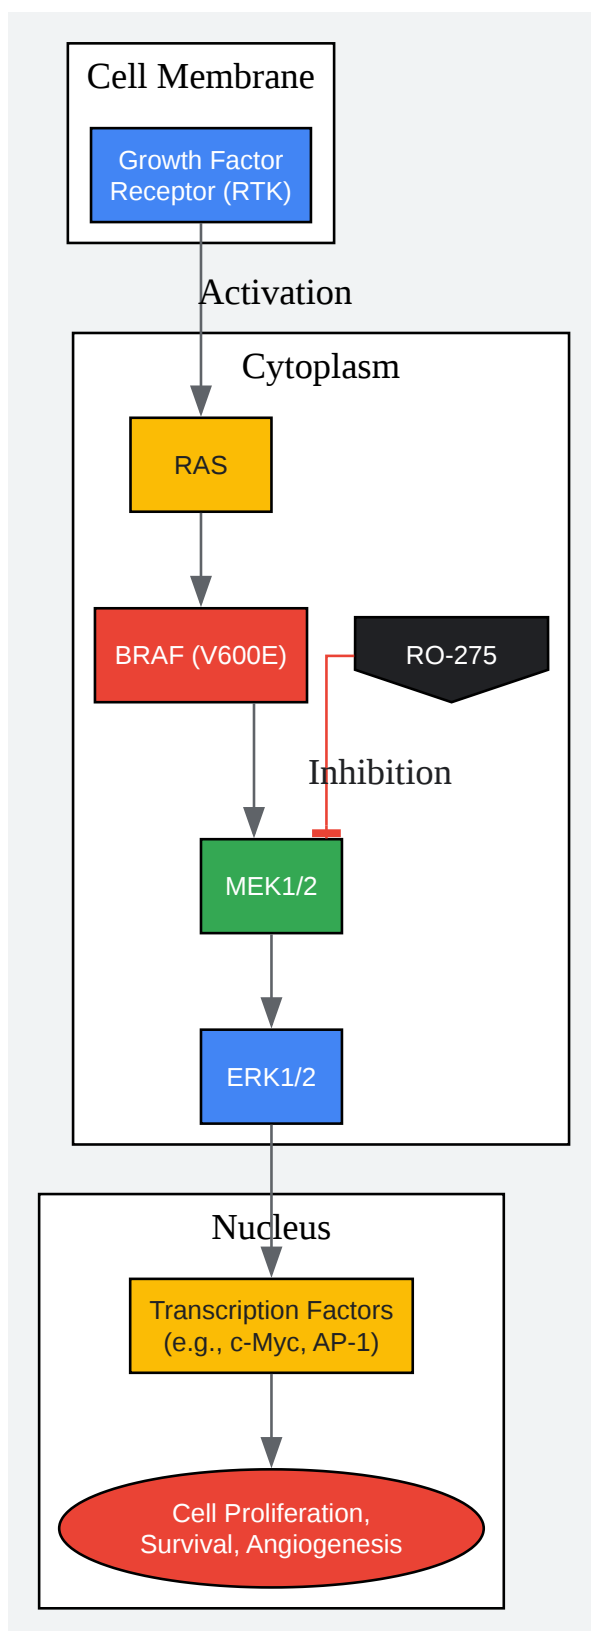 Cell Membrane
Growth Factor
Receptor (RTK)
Activation
Cytoplasm
RAS
BRAF (V600E)
RO-275
Inhibition
MEK1/2
ERK1/2
Nucleus
Transcription Factors
(e.g., c-Myc, AP-1)
Cell Proliferation,
Survival, Angiogenesis